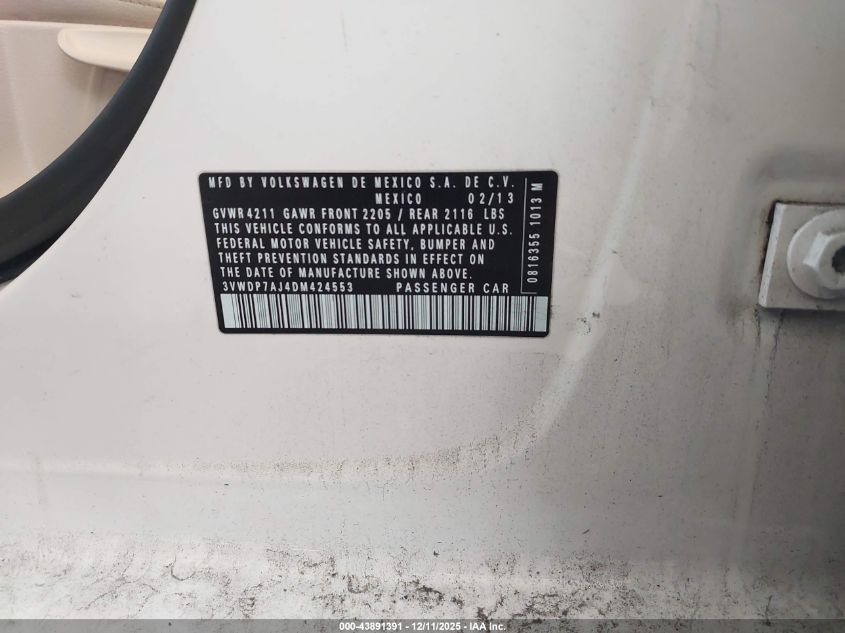 MFD BY VOLKSWAGEN DE MEXICO S.A. DE C.V.
MEXICO 02/13
GVWR 4211 GAWR FRONT 2205 / REAR 2116 LBS
THIS VEHICLE CONFORMS TO ALL APPLICABLE U.S.
FEDERAL MOTOR VEHICLE SAFETY, BUMPER AND
THEFT PREVENTION STANDARDS IN EFFECT ON
THE DATE OF MANUFACTURE SHOWN ABOVE.
3VWDP7AJ4DM424553 PASSENGER CAR
0816355 1013 M
000-43891391 - 12/11/2025 - IAA Inc.